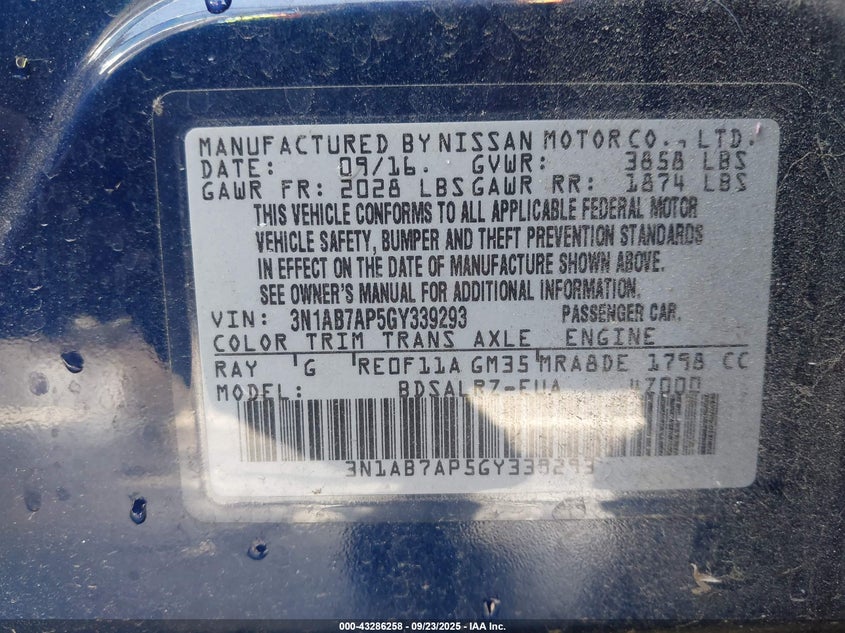 MANUFACTURED BY NISSAN MOTOR CO., LTD.
DATE: 09/16. GVWR: 3858 LBS
GAWR FR: 2028 LBS GAWR RR: 1874 LBS
THIS VEHICLE CONFORMS TO ALL APPLICABLE FEDERAL MOTOR
VEHICLE SAFETY, BUMPER AND THEFT PREVENTION STANDARDS
IN EFFECT ON THE DATE OF MANUFACTURE SHOWN ABOVE.
SEE OWNER'S MANUAL FOR ADDITIONAL INFORMATION.
VIN: 3N1AB7AP5GY339293 PASSENGER CAR.
COLOR TRIM TRANS AXLE ENGINE
RAY G RE0F11A GM35 MRA8DE 1798 CC
MODEL: BDSALRZ-EUA
3N1AB7AP5GY339293
000-43286258 - 09/23/2025 - IAA Inc.